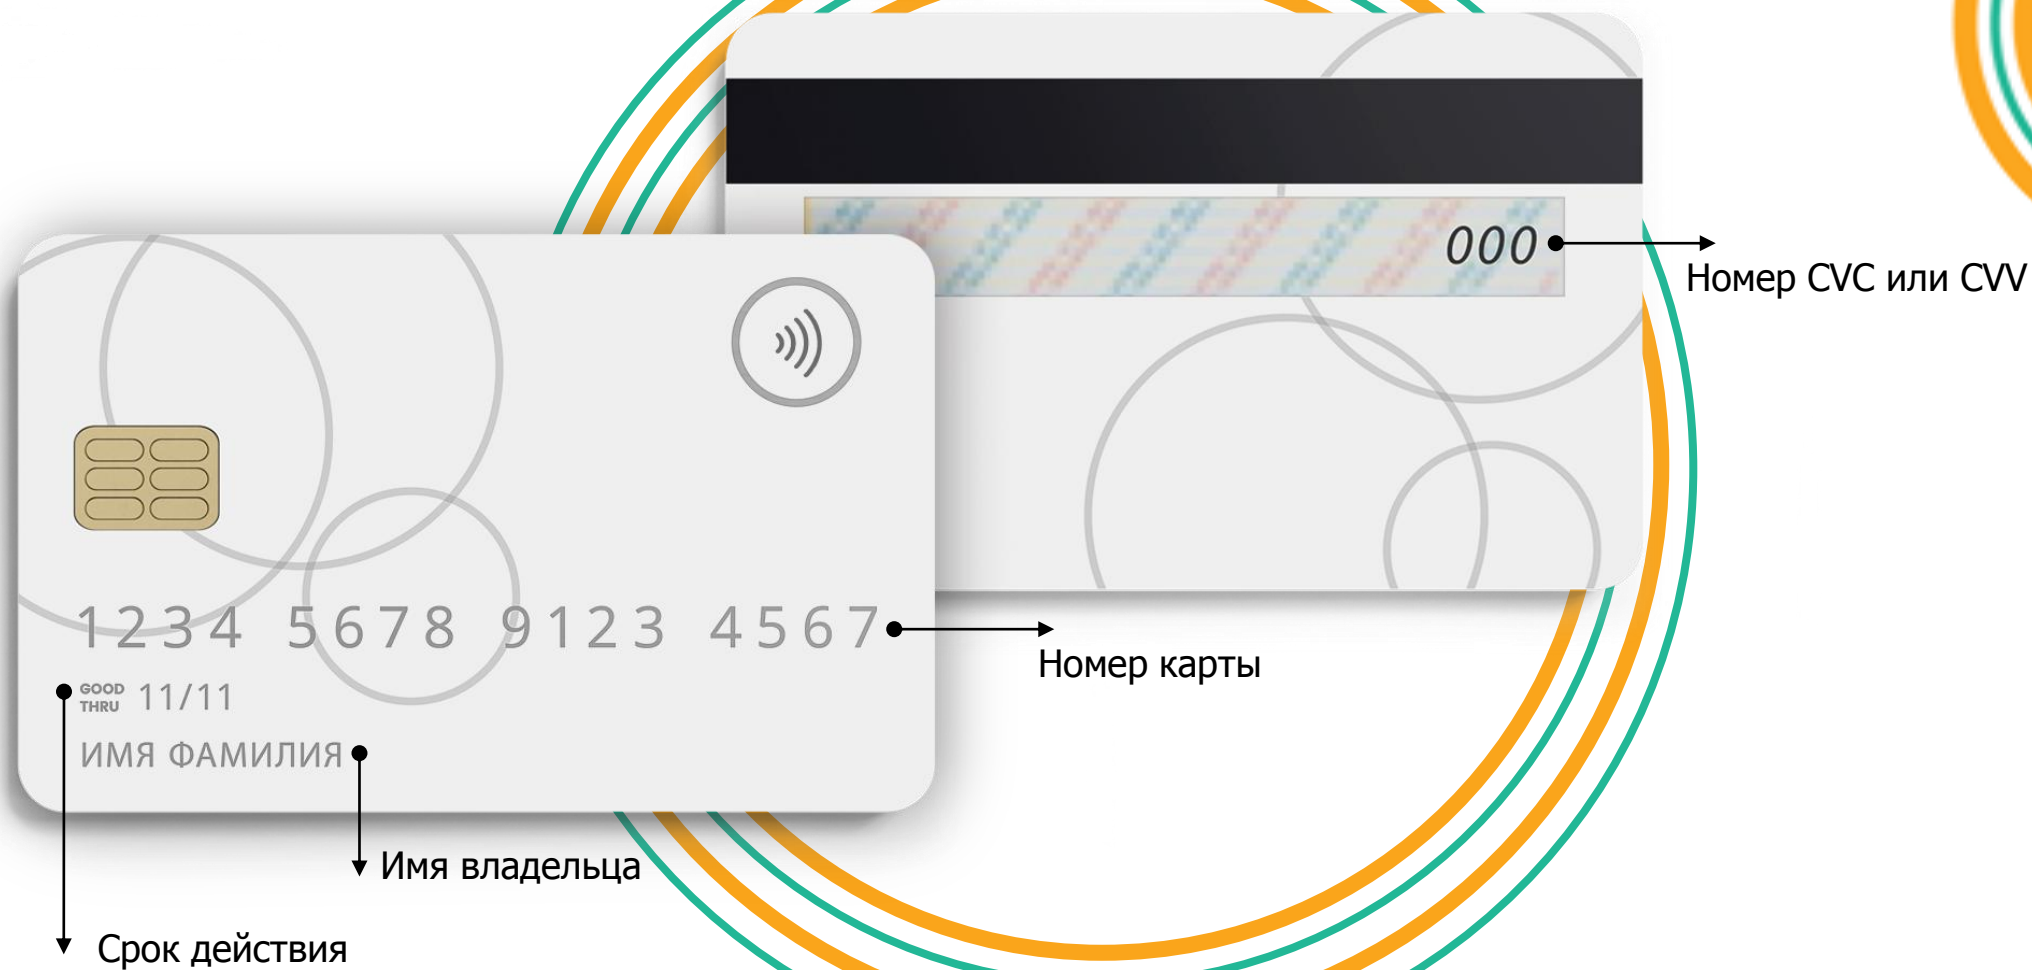 000
Номер CVC или CVV
1234 5678 9123 4567
Номер карты
GOOD
THRU 11/11
ИМЯ ФАМИЛИЯ
Имя владельца
Срок действия